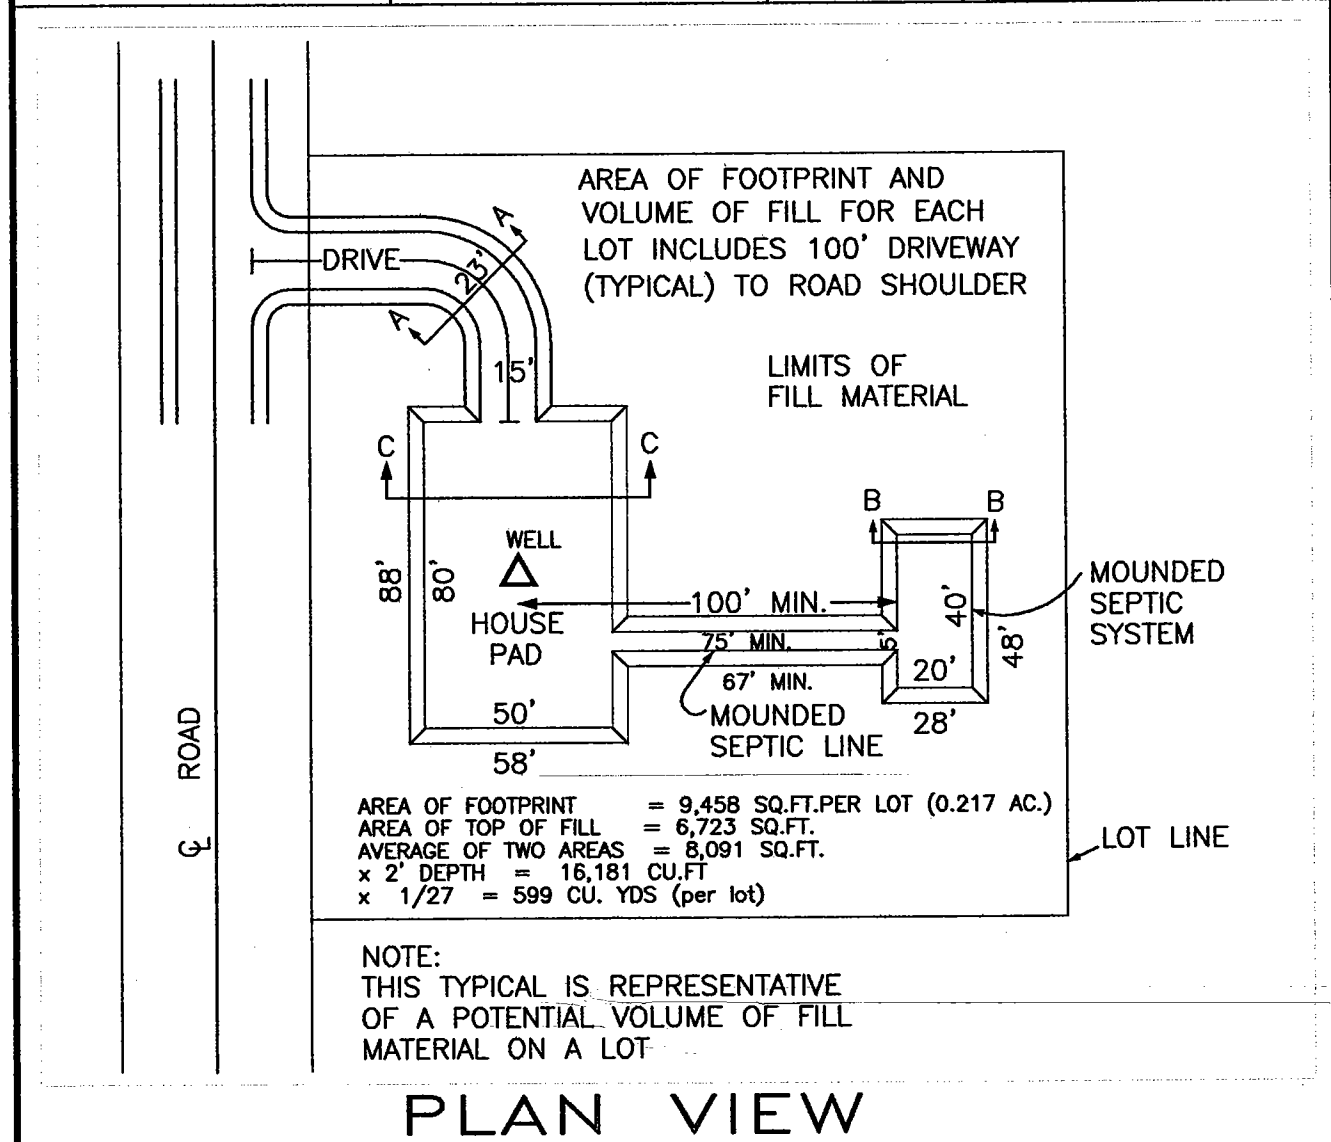 AREA OF FOOTPRINT AND
VOLUME OF FILL FOR EACH
LOT INCLUDES 100' DRIVEWAY
(TYPICAL) TO ROAD SHOULDER
A
DRIVE
23'
A
15'
LIMITS OF
FILL MATERIAL
C
C
B
B
WELL
88'
80'
HOUSE
PAD
100' MIN.
75' MIN.
5'
67' MIN.
40'
48'
20'
28'
MOUNDED
SEPTIC
SYSTEM
MOUNDED
SEPTIC LINE
50'
58'
ROAD
CL
AREA OF FOOTPRINT = 9,458 SQ.FT.PER LOT (0.217 AC.)
AREA OF TOP OF FILL = 6,723 SQ.FT.
AVERAGE OF TWO AREAS = 8,091 SQ.FT.
x 2' DEPTH = 16,181 CU.FT
x 1/27 = 599 CU. YDS (per lot)
LOT LINE
NOTE:
THIS TYPICAL IS REPRESENTATIVE
OF A POTENTIAL VOLUME OF FILL
MATERIAL ON A LOT
PLAN VIEW